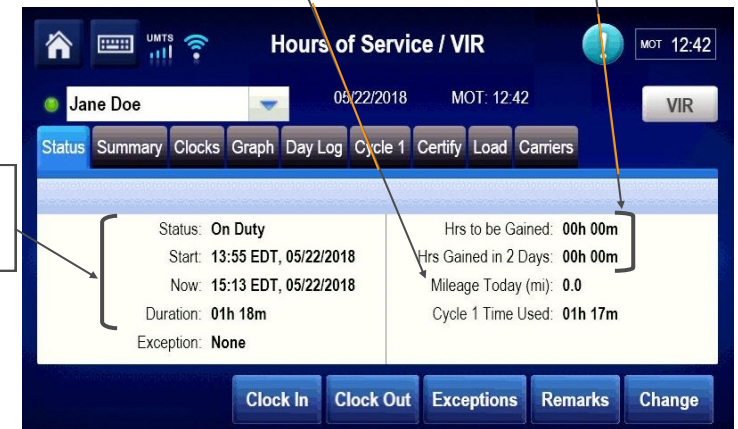 UMTS Hours of Service / VIR MOT 12:42
Jane Doe 05/22/2018 MOT: 12:42 VIR
Status Summary Clocks Graph Day Log Cycle 1 Certify Load Carriers
Status: On Duty Hrs to be Gained: 00h 00m
Start: 13:55 EDT, 05/22/2018 Hrs Gained in 2 Days: 00h 00m
Now: 15:13 EDT, 05/22/2018 Mileage Today (mi): 0.0
Duration: 01h 18m Cycle 1 Time Used: 01h 17m
Exception: None
Clock In Clock Out Exceptions Remarks Change